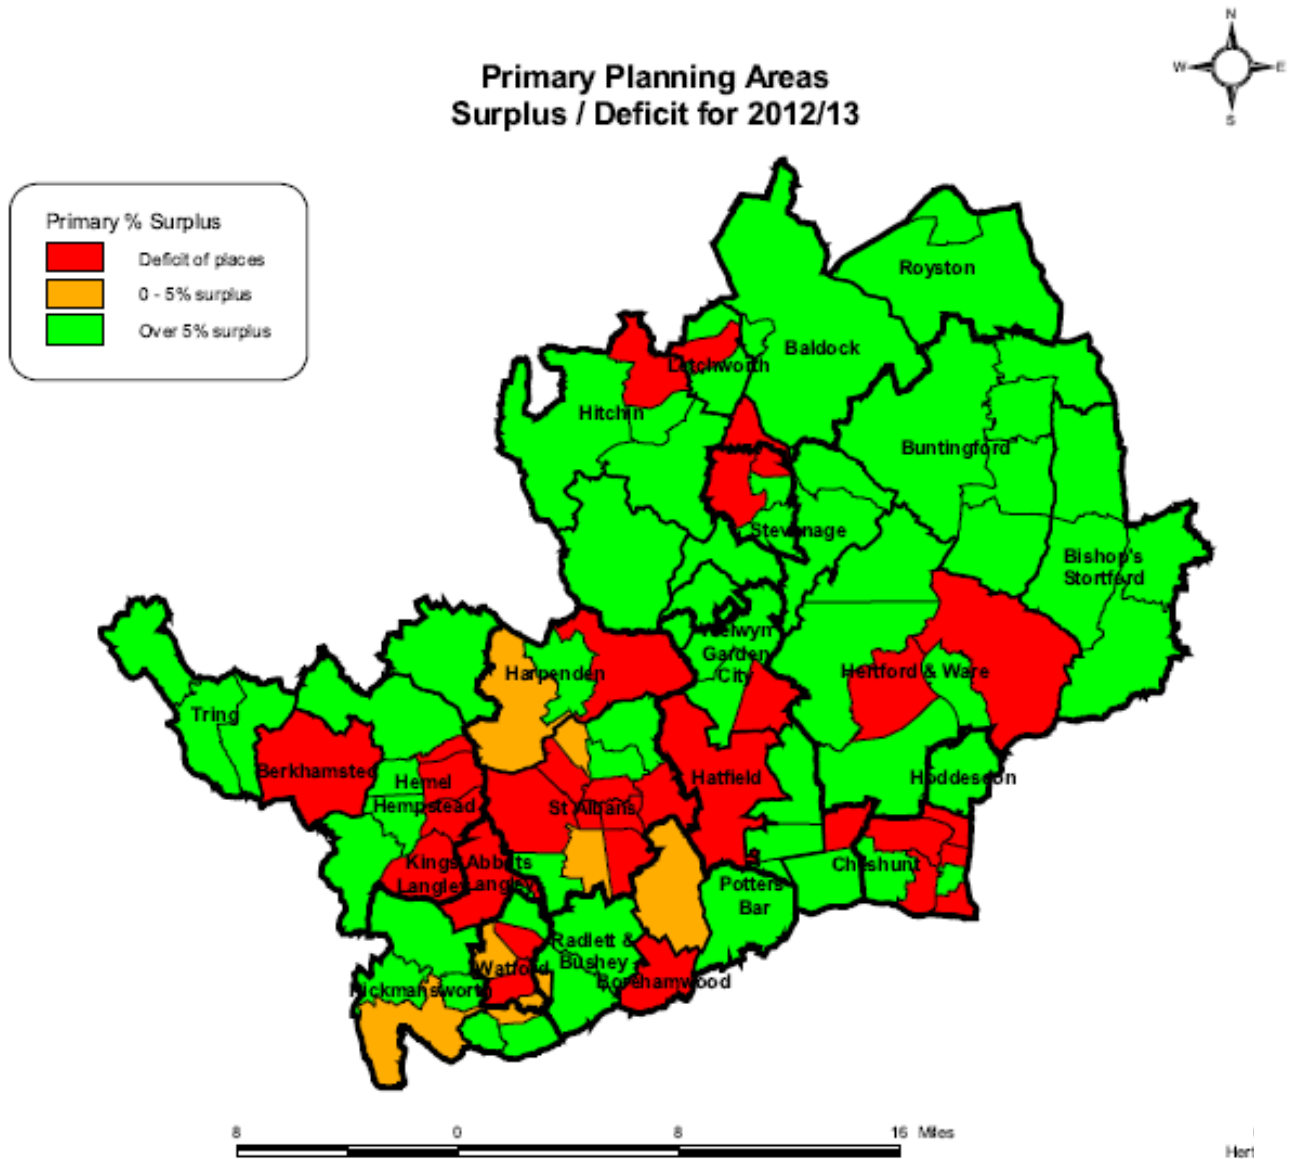 N
W
E
S
Primary Planning Areas
Surplus / Deficit for 2012/13
Primary % Surplus
Deficit of places
0 - 5% surplus
Over 5% surplus
Royston
Baldock
Letchworth
Hitchin
Buntingford
Stevenage
Bishop's
Stortford
Welwyn
Garden
City
Harpenden
Hertford & Ware
Tring
Berkhamsted
Hemel
Hempstead
Hatfield
Hoddesdon
St Albans
Kings
Langley
Abbots
Langley
Cheshunt
Potters
Bar
Radlett &
Bushey
Watford
Borehamwood
Rickmansworth
8
0
8
16 Miles
Hert